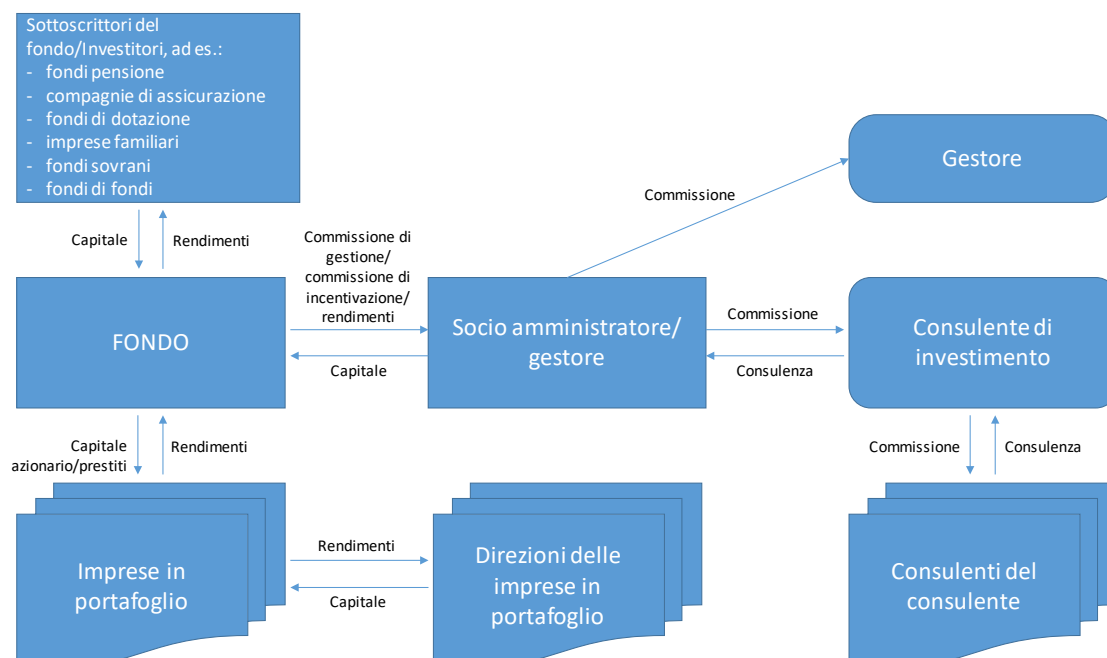 Sottoscrittori del
fondo/Investitori, ad es.:
- fondi pensione
- compagnie di assicurazione
- fondi di dotazione
- imprese familiari
- fondi sovrani
- fondi di fondi
Gestore
Commissione
Capitale
Rendimenti
Commissione di
gestione/
commissione di
incentivazione/
rendimenti
FONDO
Capitale
Socio amministratore/
gestore
Commissione
Consulenza
Consulente di
investimento
Capitale
azionario/prestiti
Rendimenti
Commissione
Consulenza
Imprese in
portafoglio
Rendimenti
Capitale
Direzioni delle
imprese in
portafoglio
Consulenti del
consulente